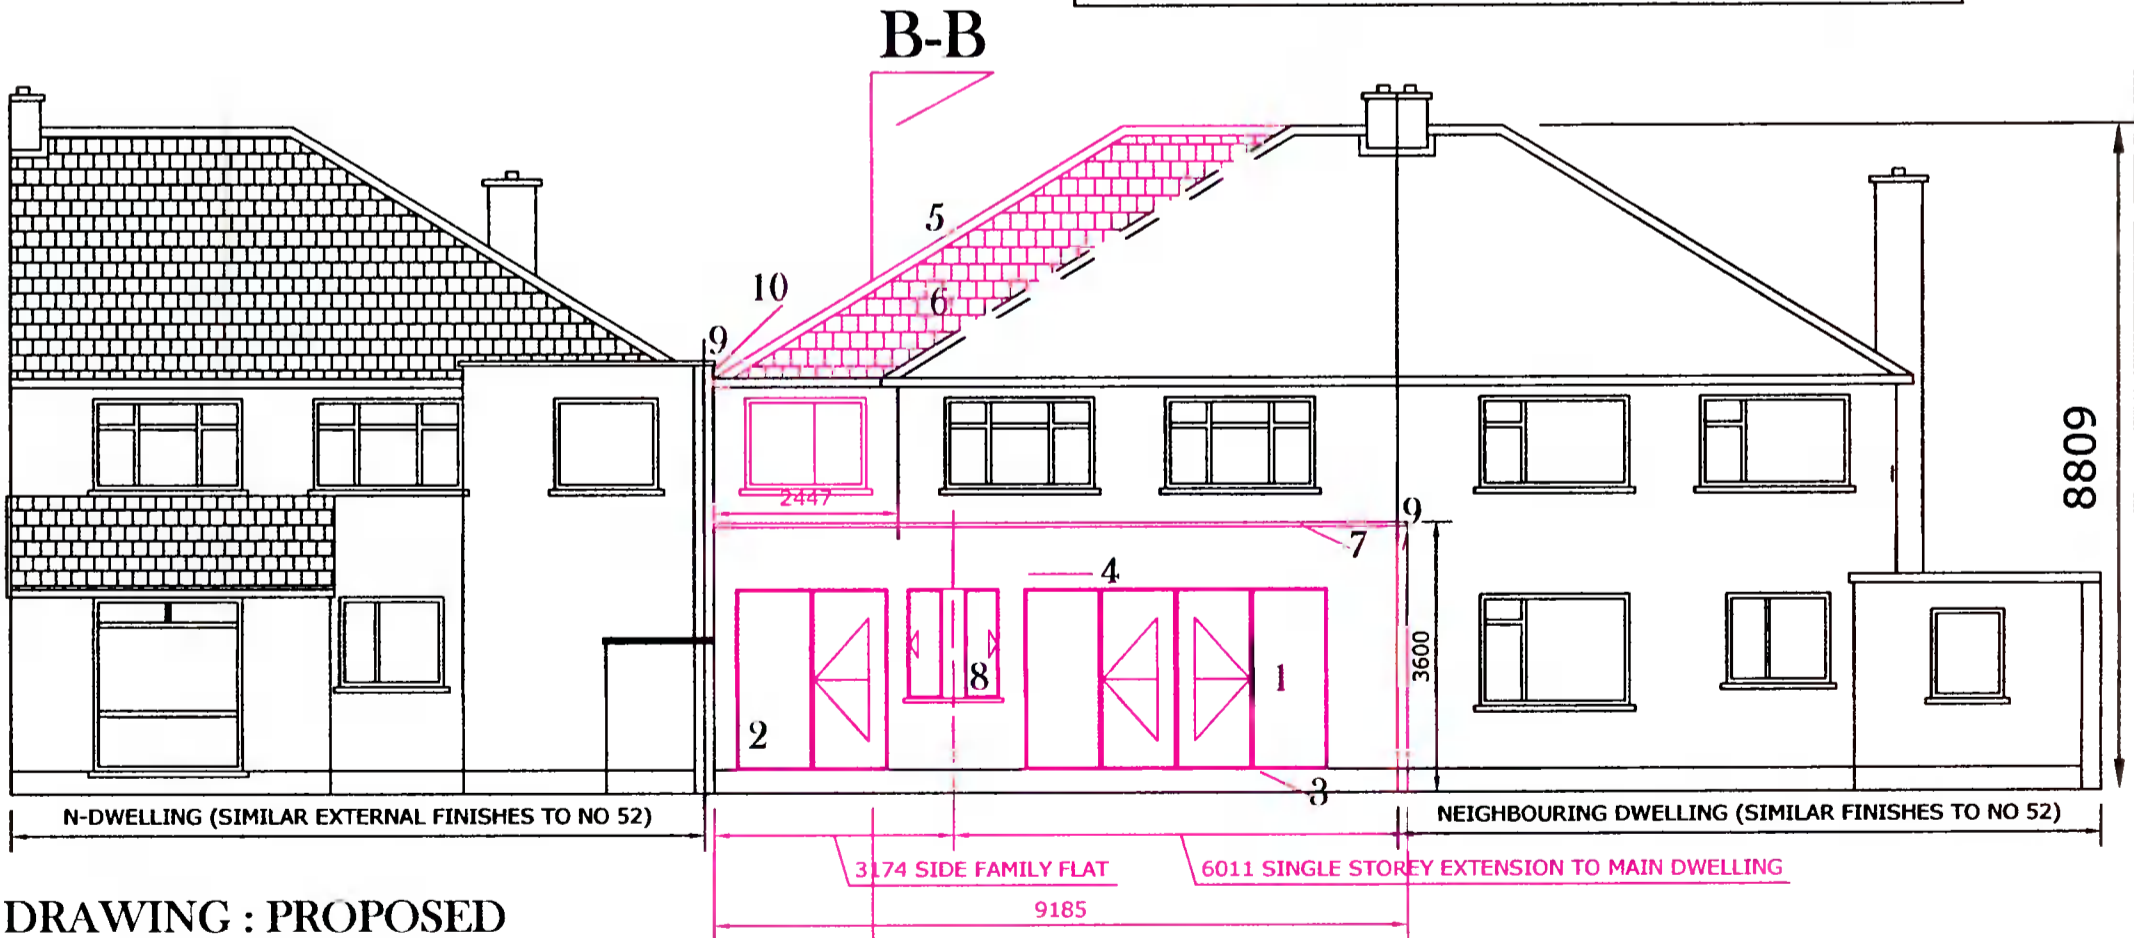 B-B
5
10
6
9
2447
9
7
4
8809
3600
8
1
2
3
N-DWELLING (SIMILAR EXTERNAL FINISHES TO NO 52)
NEIGHBOURING DWELLING (SIMILAR FINISHES TO NO 52)
3174 SIDE FAMILY FLAT
6011 SINGLE STOREY EXTENSION TO MAIN DWELLING
9185
DRAWING : PROPOSED